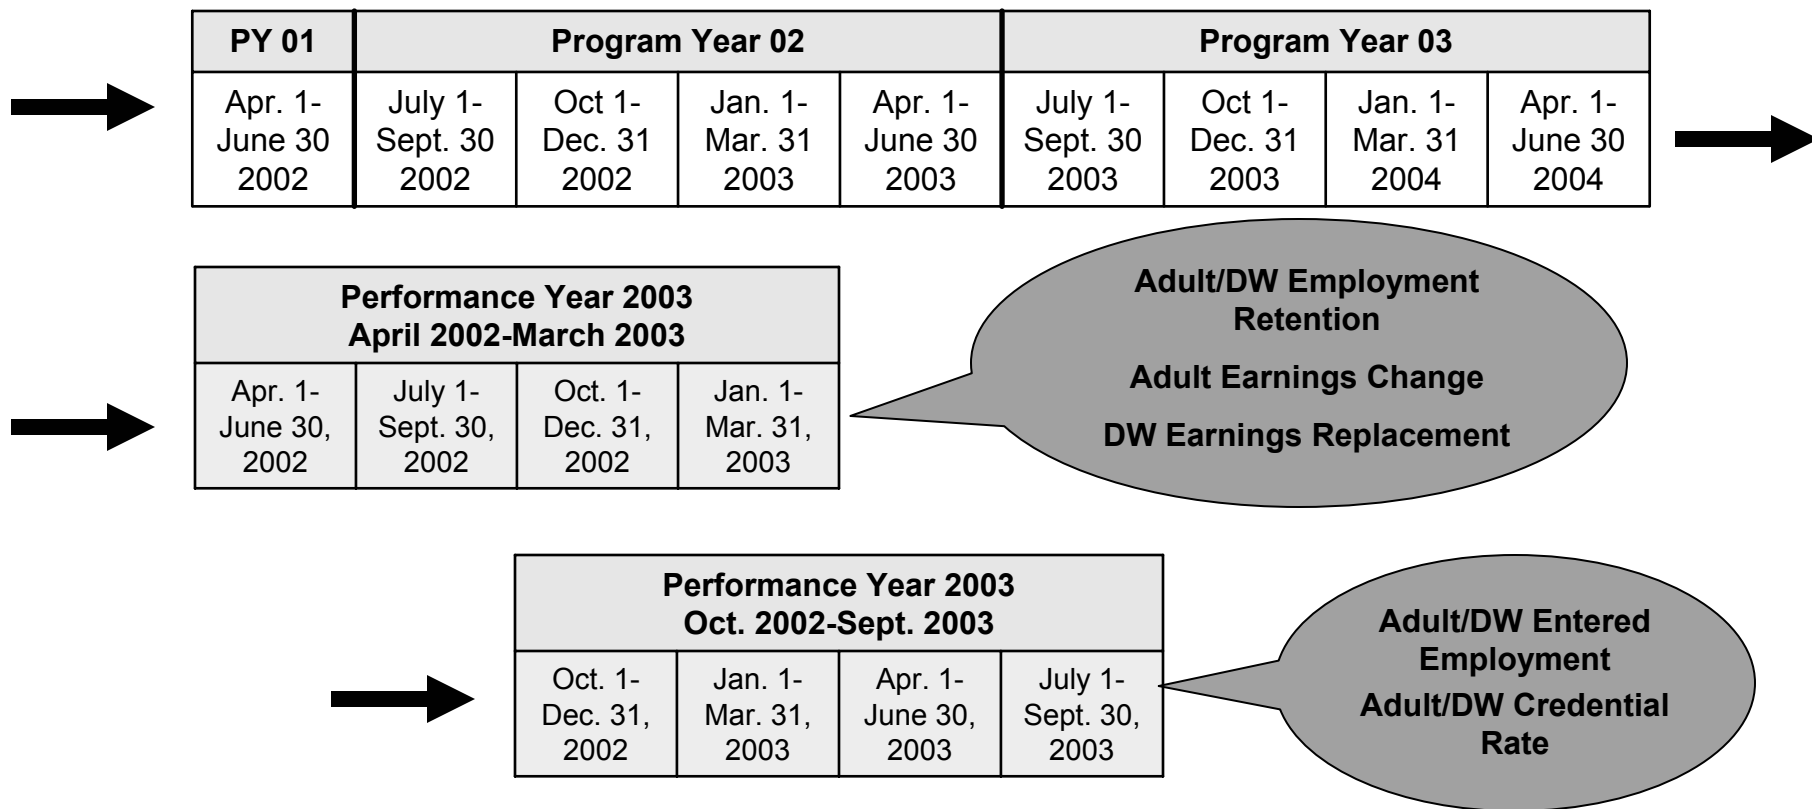 PY 01
Program Year 02
Program Year 03
Apr. 1-
June 30
2002
July 1-
Sept. 30
2002
Oct 1-
Dec. 31
2002
Jan. 1-
Mar. 31
2003
Apr. 1-
June 30
2003
July 1-
Sept. 30
2003
Oct 1-
Dec. 31
2003
Jan. 1-
Mar. 31
2004
Apr. 1-
June 30
2004
Performance Year 2003
April 2002-March 2003
Apr. 1-
June 30,
2002
July 1-
Sept. 30,
2002
Oct. 1-
Dec. 31,
2002
Jan. 1-
Mar. 31,
2003
Adult/DW Employment
Retention
Adult Earnings Change
DW Earnings Replacement
Performance Year 2003
Oct. 2002-Sept. 2003
Oct. 1-
Dec. 31,
2002
Jan. 1-
Mar. 31,
2003
Apr. 1-
June 30,
2003
July 1-
Sept. 30,
2003
Adult/DW Entered
Employment
Adult/DW Credential
Rate